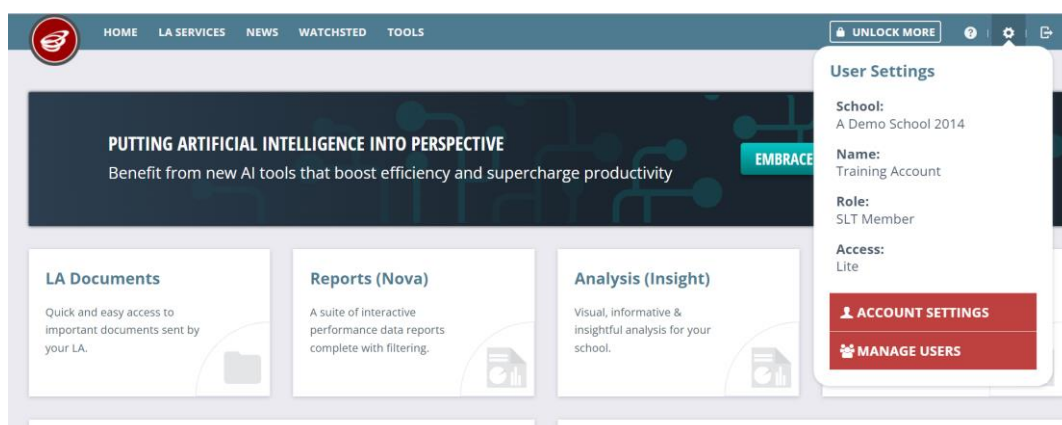 HOME LA SERVICES NEWS WATCHSTED TOOLS
UNLOCK MORE
User Settings
School:
A Demo School 2014
Name:
Training Account
Role:
SLT Member
Access:
Lite
ACCOUNT SETTINGS
MANAGE USERS
PUTTING ARTIFICIAL INTELLIGENCE INTO PERSPECTIVE
Benefit from new AI tools that boost efficiency and supercharge productivity
EMBRACE
LA Documents
Quick and easy access to
important documents sent by
your LA.
Reports (Nova)
A suite of interactive
performance data reports
complete with filtering.
Analysis (Insight)
Visual, informative &
insightful analysis for your
school.